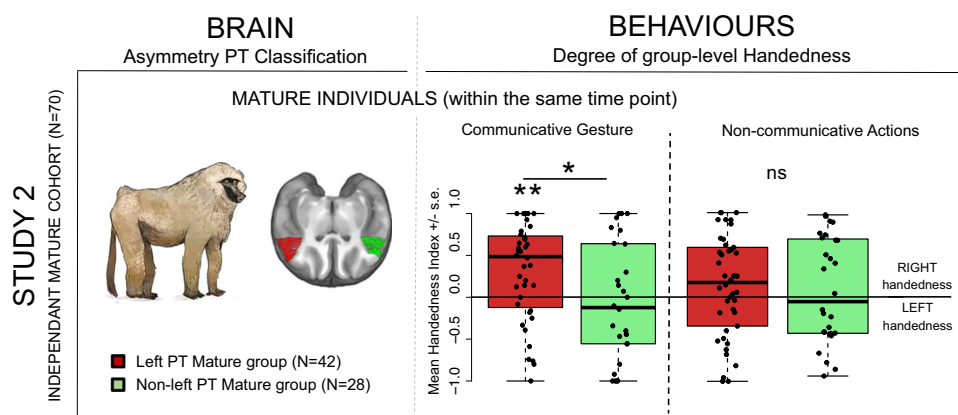 BRAIN
Asymmetry PT Classification
BEHAVIOURS
Degree of group-level Handedness
STUDY 2
INDEPENDANT MATURE COHORT (N=70)
MATURE INDIVIDUALS (within the same time point)
Left PT Mature group (N=42)
Non-left PT Mature group (N=28)
Communicative Gesture
Non-communicative Actions
Mean Handedness Index +/- s.e.
1.0
0.5
0.0
−0.5
−1.0
**
*
ns
RIGHT
handedness
LEFT
handedness